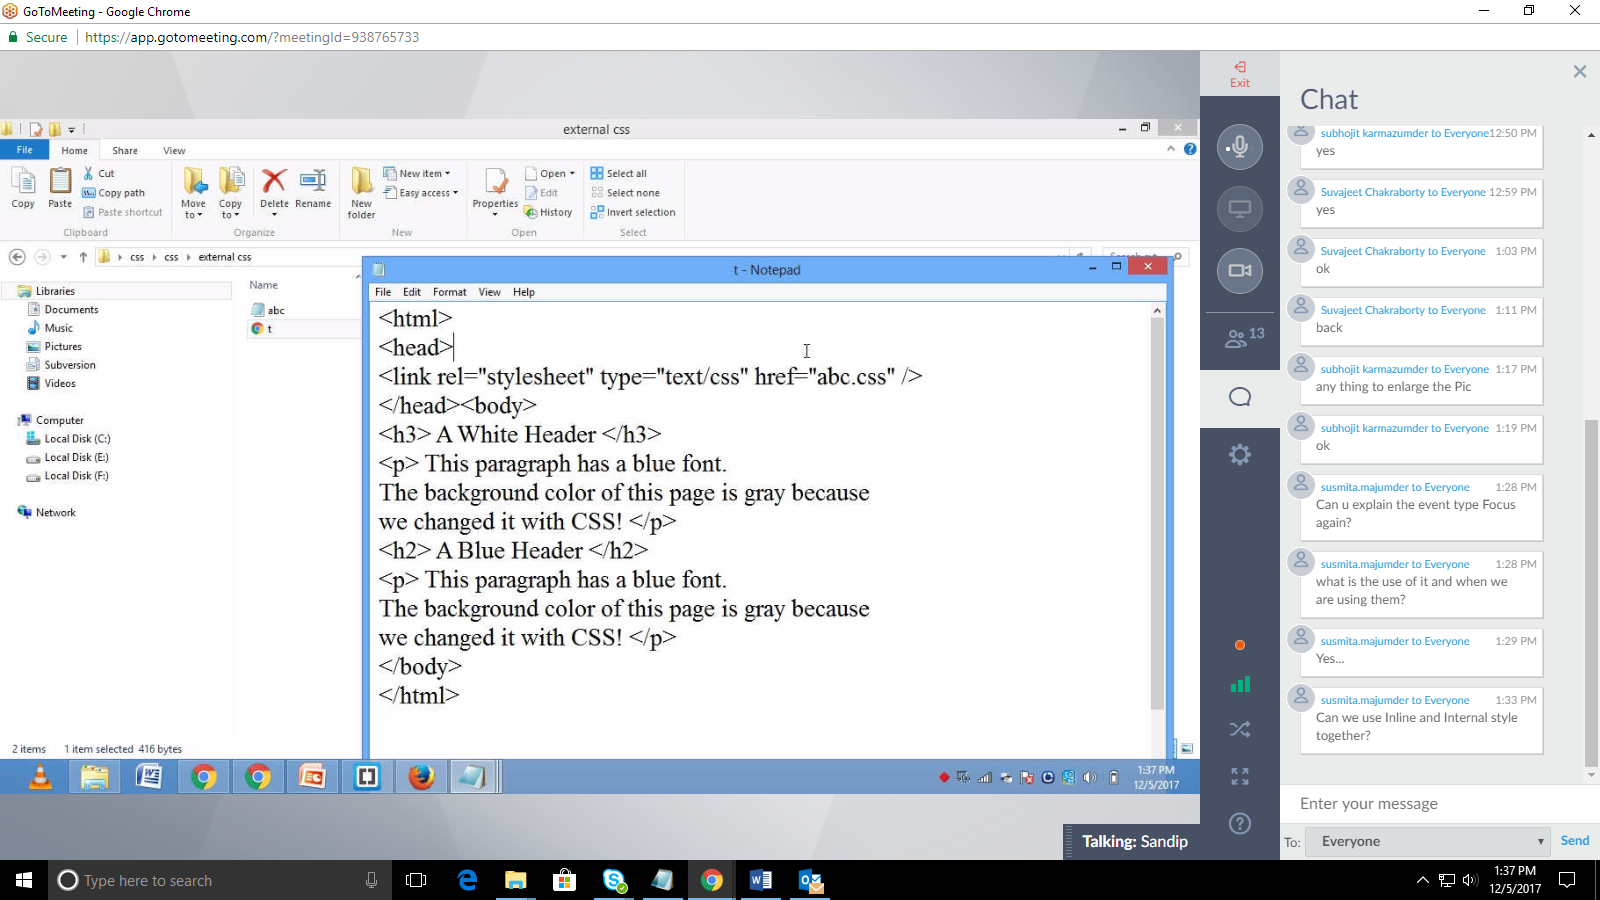 GoToMeeting - Google Chrome
Secure https://app.gotomeeting.com/?meetingId=938765733
external css
File Home Share View
Copy
Paste
Cut
Copy path
Paste shortcut
Clipboard
Move to
Copy to
Delete
Rename
Organize
New folder
New item
Easy access
New
Properties
Open
Edit
History
Open
Select all
Select none
Invert selection
Select
css css external css
Libraries
Documents
Music
Pictures
Subversion
Videos
Computer
Local Disk (C:)
Local Disk (E:)
Local Disk (F:)
Network
Name
abc
t
2 items 1 item selected 416 bytes
t - Notepad
File Edit Format View Help
<html>
<head>
<link rel="stylesheet" type="text/css" href="abc.css" />
</head><body>
<h3> A White Header </h3>
<p> This paragraph has a blue font.
The background color of this page is gray because
we changed it with CSS! </p>
<h2> A Blue Header </h2>
<p> This paragraph has a blue font.
The background color of this page is gray because
we changed it with CSS! </p>
</body>
</html>
1:37 PM
12/5/2017
Talking: Sandip
Exit
13
Chat
subhojit karmazumder to Everyone 12:50 PM
yes
Suvajeet Chakraborty to Everyone 12:59 PM
yes
Suvajeet Chakraborty to Everyone 1:03 PM
ok
Suvajeet Chakraborty to Everyone 1:11 PM
back
subhojit karmazumder to Everyone 1:17 PM
any thing to enlarge the Pic
subhojit karmazumder to Everyone 1:19 PM
ok
susmita.majumder to Everyone 1:28 PM
Can u explain the event type Focus
again?
susmita.majumder to Everyone 1:28 PM
what is the use of it and when we
are using them?
susmita.majumder to Everyone 1:29 PM
Yes...
susmita.majumder to Everyone 1:33 PM
Can we use Inline and Internal style
together?
Enter your message
To: Everyone Send
Type here to search
1:37 PM
12/5/2017